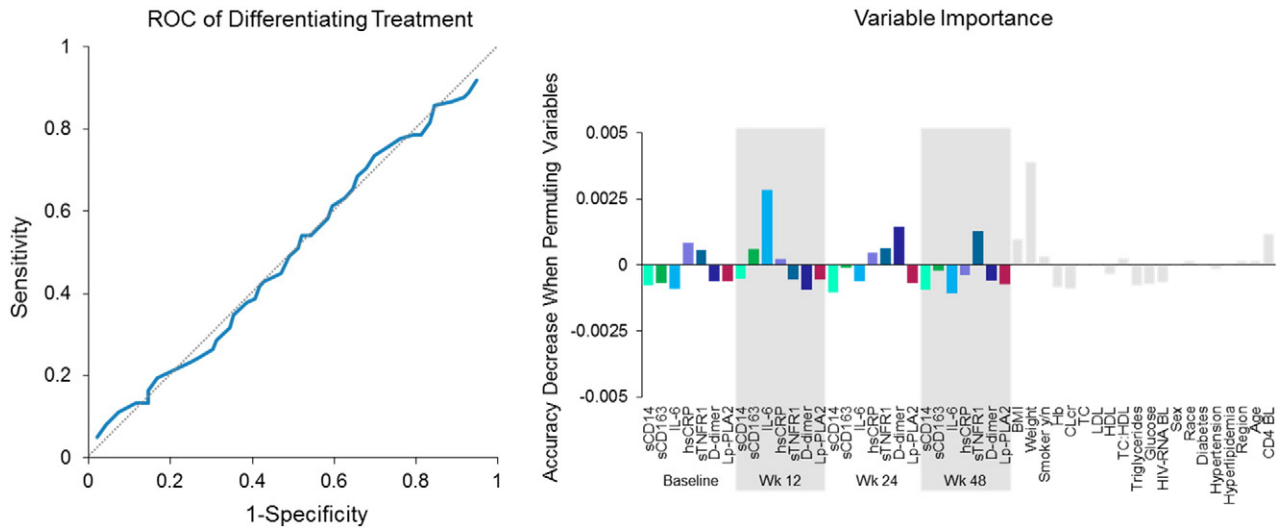 ROC of Differentiating Treatment
Sensitivity
1
0.8
0.6
0.4
0.2
0
0
0.2
0.4
0.6
0.8
1
1-Specificity
Variable Importance
Accuracy Decrease When Permuting Variables
0.005
0.0025
0
-0.0025
-0.005
sCD14
sCD163
IL-6
hsCRP
sTNFR1
D-dimer
Lp-PLA2
sCD14
sCD163
IL-6
hsCRP
sTNFR1
D-dimer
Lp-PLA2
sCD14
sCD163
IL-6
hsCRP
sTNFR1
D-dimer
Lp-PLA2
sCD14
sCD163
IL-6
hsCRP
sTNFR1
D-dimer
Lp-PLA2
BMI
Weight
Smoker y/n
Hb
CLcr
TC
LDL
HDL
TC:HDL
Triglycerides
Glucose
HIV-RNA BL
Sex
Race
Diabetes
Hypertension
Hyperlipidemia
Region
Age
CD4 BL
Baseline
Wk 12
Wk 24
Wk 48